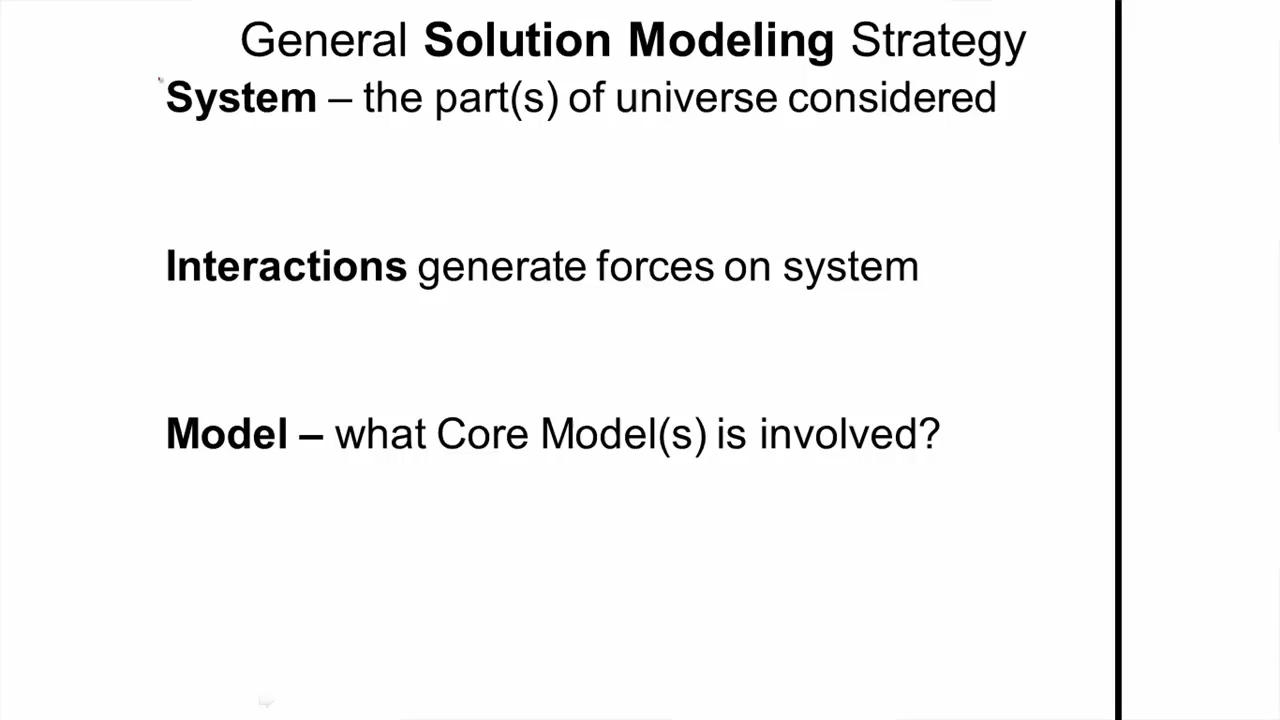 General Solution Modeling Strategy
System – the part(s) of universe considered
Interactions generate forces on system
Model – what Core Model(s) is involved?